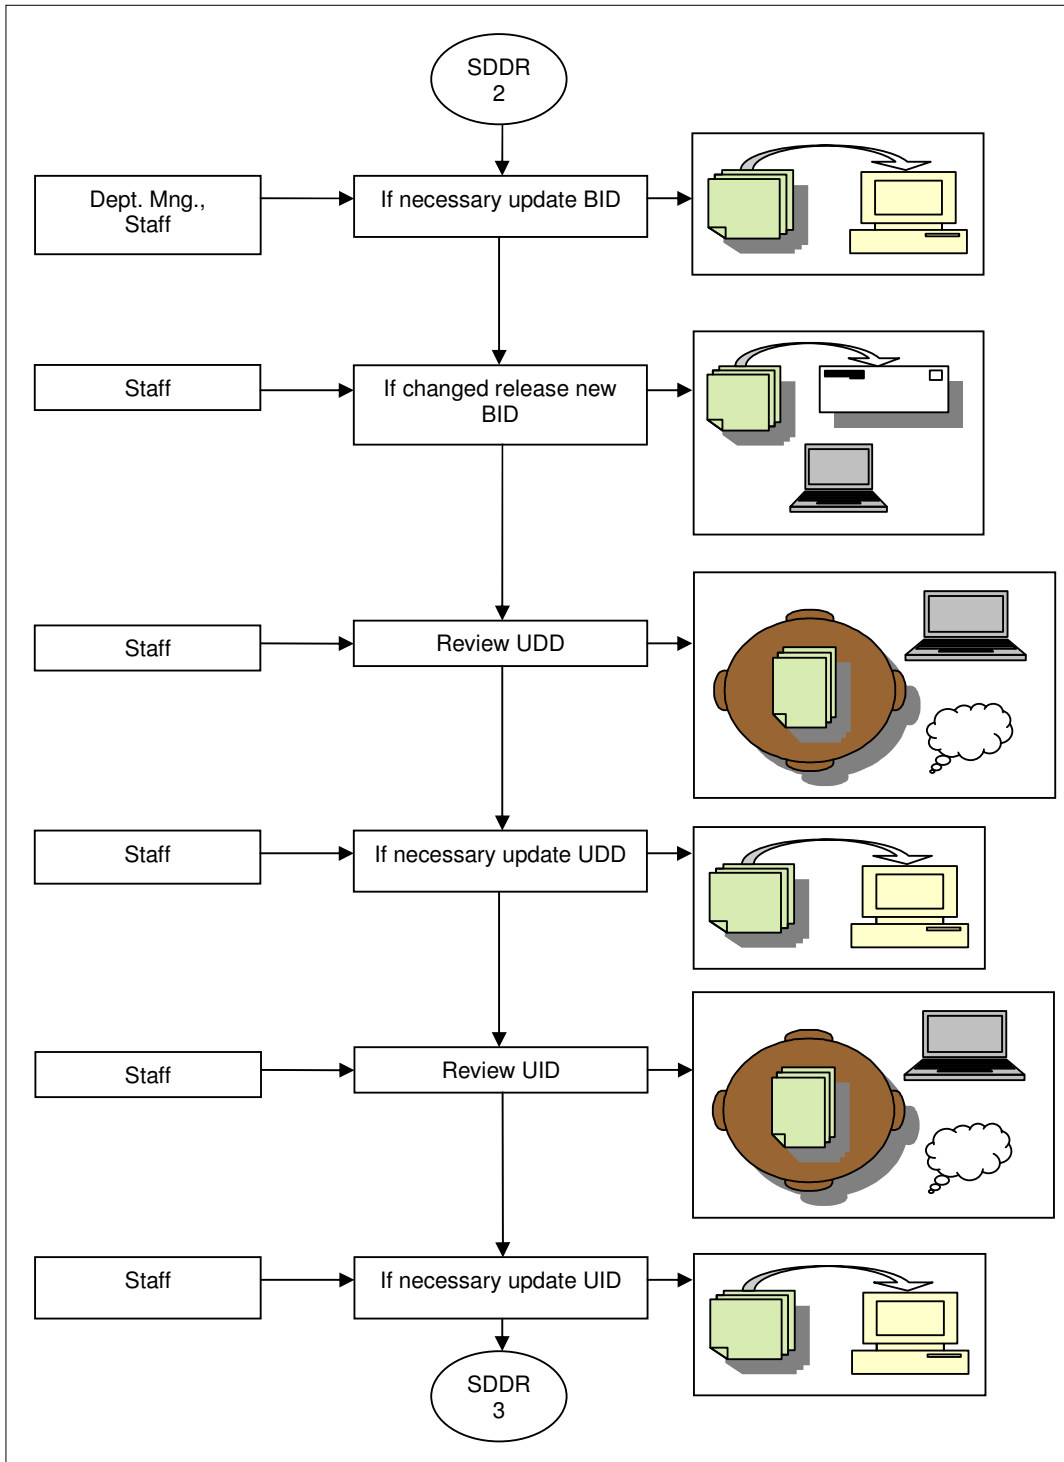 SDDR
2
Dept. Mng.,
Staff
If necessary update BID
Staff
If changed release new
BID
Staff
Review UDD
Staff
If necessary update UDD
Staff
Review UID
Staff
If necessary update UID
SDDR
3